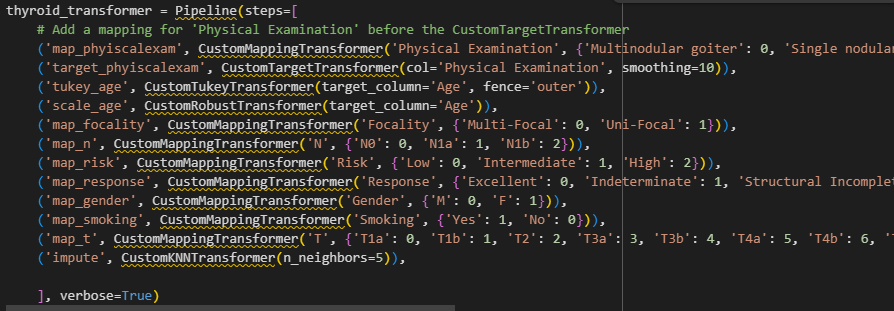 thyroid_transformer = Pipeline(steps=[
# Add a mapping for 'Physical Examination' before the CustomTargetTransformer
('map_phyiscalexam', CustomMappingTransformer('Physical Examination', {'Multinodular goiter': 0, 'Single nodular
('target_phyiscalexam', CustomTargetTransformer(col='Physical Examination', smoothing=10)),
('tukey_age', CustomTukeyTransformer(target_column='Age', fence='outer')),
('scale_age', CustomRobustTransformer(target_column='Age')),
('map_focality', CustomMappingTransformer('Focality', {'Multi-Focal': 0, 'Uni-Focal': 1})),
('map_n', CustomMappingTransformer('N', {'N0': 0, 'N1a': 1, 'N1b': 2})),
('map_risk', CustomMappingTransformer('Risk', {'Low': 0, 'Intermediate': 1, 'High': 2})),
('map_response', CustomMappingTransformer('Response', {'Excellent': 0, 'Indeterminate': 1, 'Structural Incomplet
('map_gender', CustomMappingTransformer('Gender', {'M': 0, 'F': 1})),
('map_smoking', CustomMappingTransformer('Smoking', {'Yes': 1, 'No': 0})),
('map_t', CustomMappingTransformer('T', {'T1a': 0, 'T1b': 1, 'T2': 2, 'T3a': 3, 'T3b': 4, 'T4a': 5, 'T4b': 6, '
('impute', CustomKNNTransformer(n_neighbors=5)),
], verbose=True)